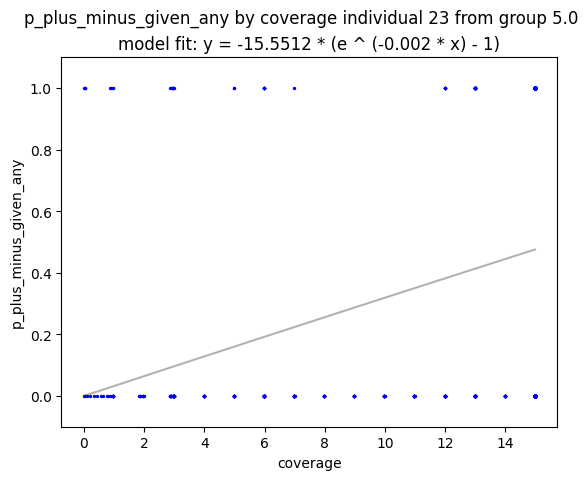 p_plus_minus_given_any by coverage individual 23 from group 5.0
model fit: y = -15.5512 * (e ^ (-0.002 * x) - 1)
1.0
0.8
0.6
0.4
0.2
0.0
p_plus_minus_given_any
0 2 4 6 8 10 12 14
coverage